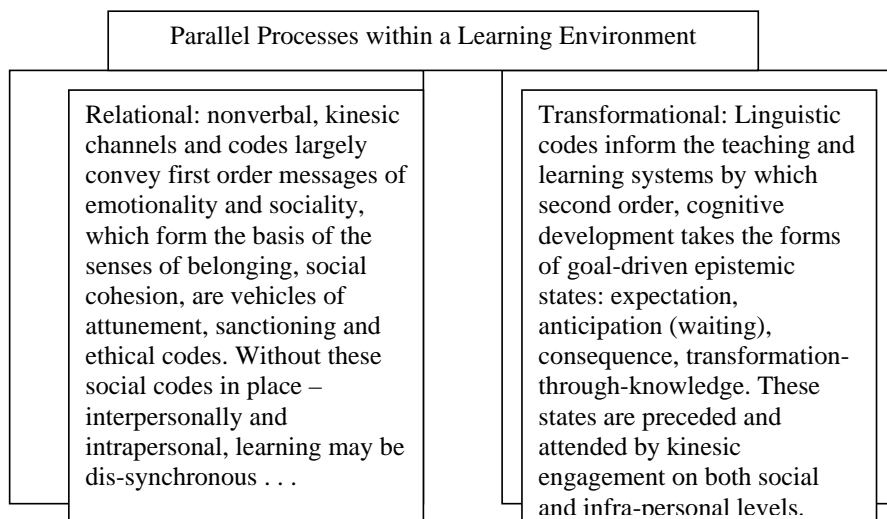 Parallel Processes within a Learning Environment
Relational: nonverbal, kinesic
channels and codes largely
convey first order messages of
emotionality and sociality,
which form the basis of the
senses of belonging, social
cohesion, are vehicles of
attunement, sanctioning and
ethical codes. Without these
social codes in place –
interpersonally and
intrapersonal, learning may be
dis-synchronous . . .
Transformational: Linguistic
codes inform the teaching and
learning systems by which
second order, cognitive
development takes the forms
of goal-driven epistemic
states: expectation,
anticipation (waiting),
consequence, transformation-
through-knowledge. These
states are preceded and
attended by kinesic
engagement on both social
and infra-personal levels.